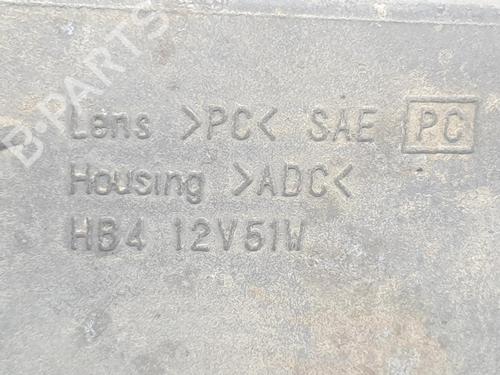 B-PARTS
Lens >PC< SAE PC
Housing >ADC<
HB4 12V51W